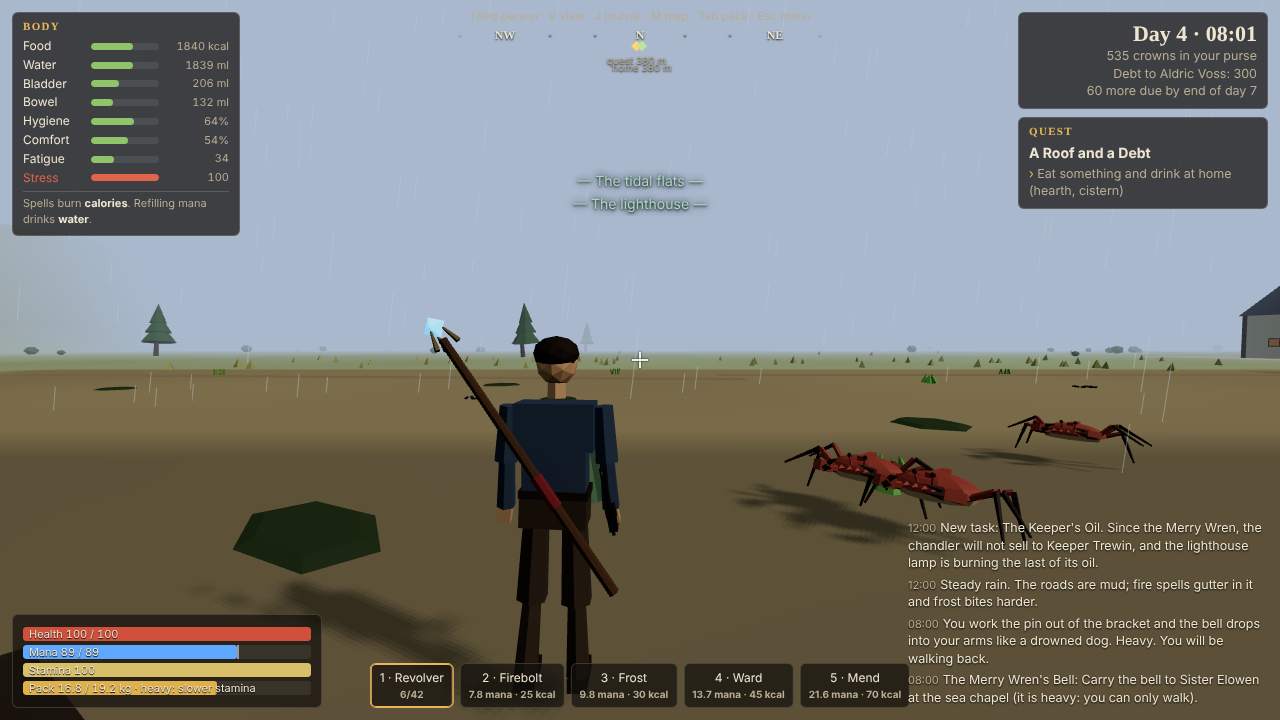 BODY
Food 1840 kcal
Water 1839 ml
Bladder 206 ml
Bowel 132 ml
Hygiene 64%
Comfort 54%
Fatigue 34
Stress 100
Spells burn calories. Refilling mana
drinks water.
Third person · V view · J journal · M map · Tab pack · Esc menu
NW N NE
quest 380 m
home 380 m
— The tidal flats —
— The lighthouse —
Day 4 · 08:01
535 crowns in your purse
Debt to Aldric Voss: 300
60 more due by end of day 7
QUEST
A Roof and a Debt
› Eat something and drink at home
(hearth, cistern)
12:00 New task: The Keeper's Oil. Since the Merry Wren, the
chandler will not sell to Keeper Trewin, and the lighthouse
lamp is burning the last of its oil.
12:00 Steady rain. The roads are mud; fire spells gutter in it
and frost bites harder.
08:00 You work the pin out of the bracket and the bell drops
into your arms like a drowned dog. Heavy. You will be
walking back.
08:00 The Merry Wren's Bell: Carry the bell to Sister Elowen
at the sea chapel (it is heavy: you can only walk).
Health 100 / 100
Mana 89 / 89
Stamina 100
Pack 16.8 / 19.2 kg · heavy: slower stamina
1 · Revolver
6/42
2 · Firebolt
7.8 mana · 25 kcal
3 · Frost
9.8 mana · 30 kcal
4 · Ward
13.7 mana · 45 kcal
5 · Mend
21.6 mana · 70 kcal